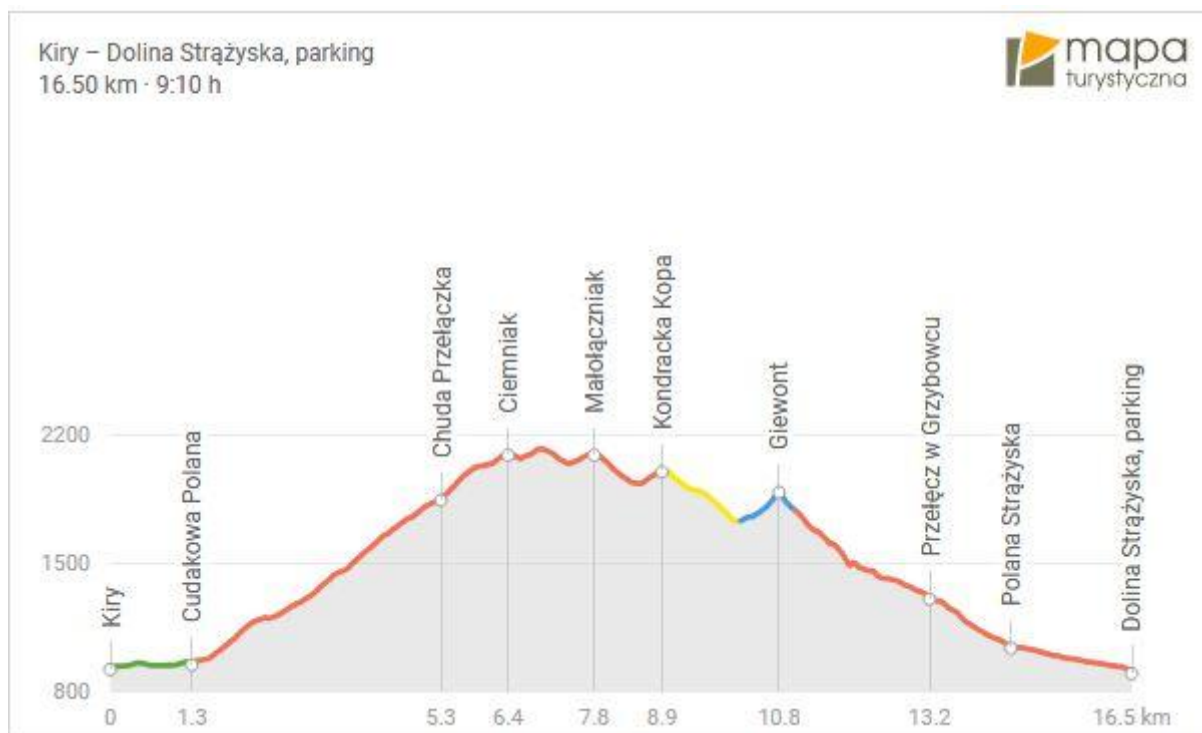 Kiry – Dolina Strążyska, parking
16.50 km · 9:10 h
mapa
turystyczna
Kiry
Cudakowa Polana
Chuda Przełączka
Ciemniak
Małołączniak
Kondracka Kopa
Giewont
Przełęcz w Grzybowcu
Polana Strążyska
Dolina Strążyska, parking
2200
1500
800
0 1.3 5.3 6.4 7.8 8.9 10.8 13.2 16.5 km